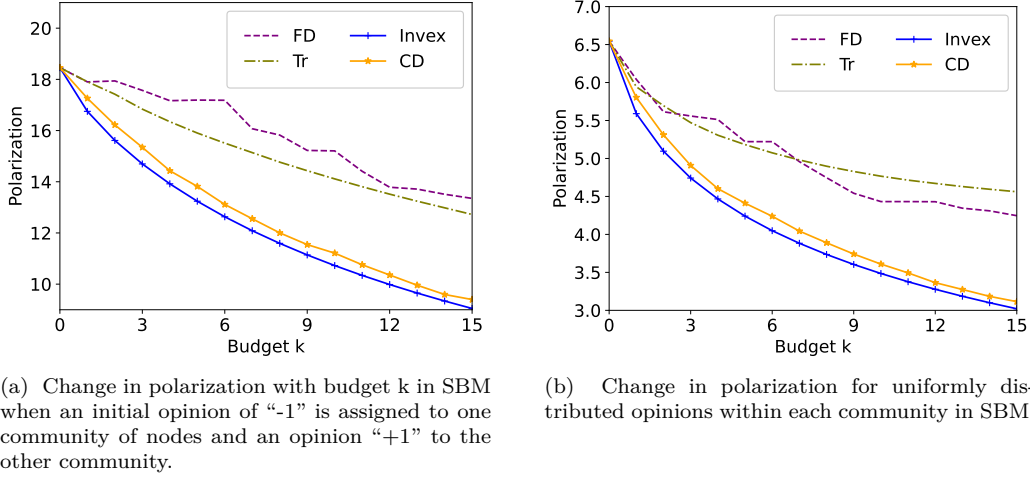 20
18
16
14
12
10
Polarization
FD
Tr
Invex
CD
0 3 6 9 12 15
Budget k
7.0
6.5
6.0
5.5
5.0
4.5
4.0
3.5
3.0
Polarization
FD
Tr
Invex
CD
0 3 6 9 12 15
Budget k
(a) Change in polarization with budget k in SBM
when an initial opinion of “-1” is assigned to one
community of nodes and an opinion “+1” to the
other community.
(b) Change in polarization for uniformly dis-
tributed opinions within each community in SBM